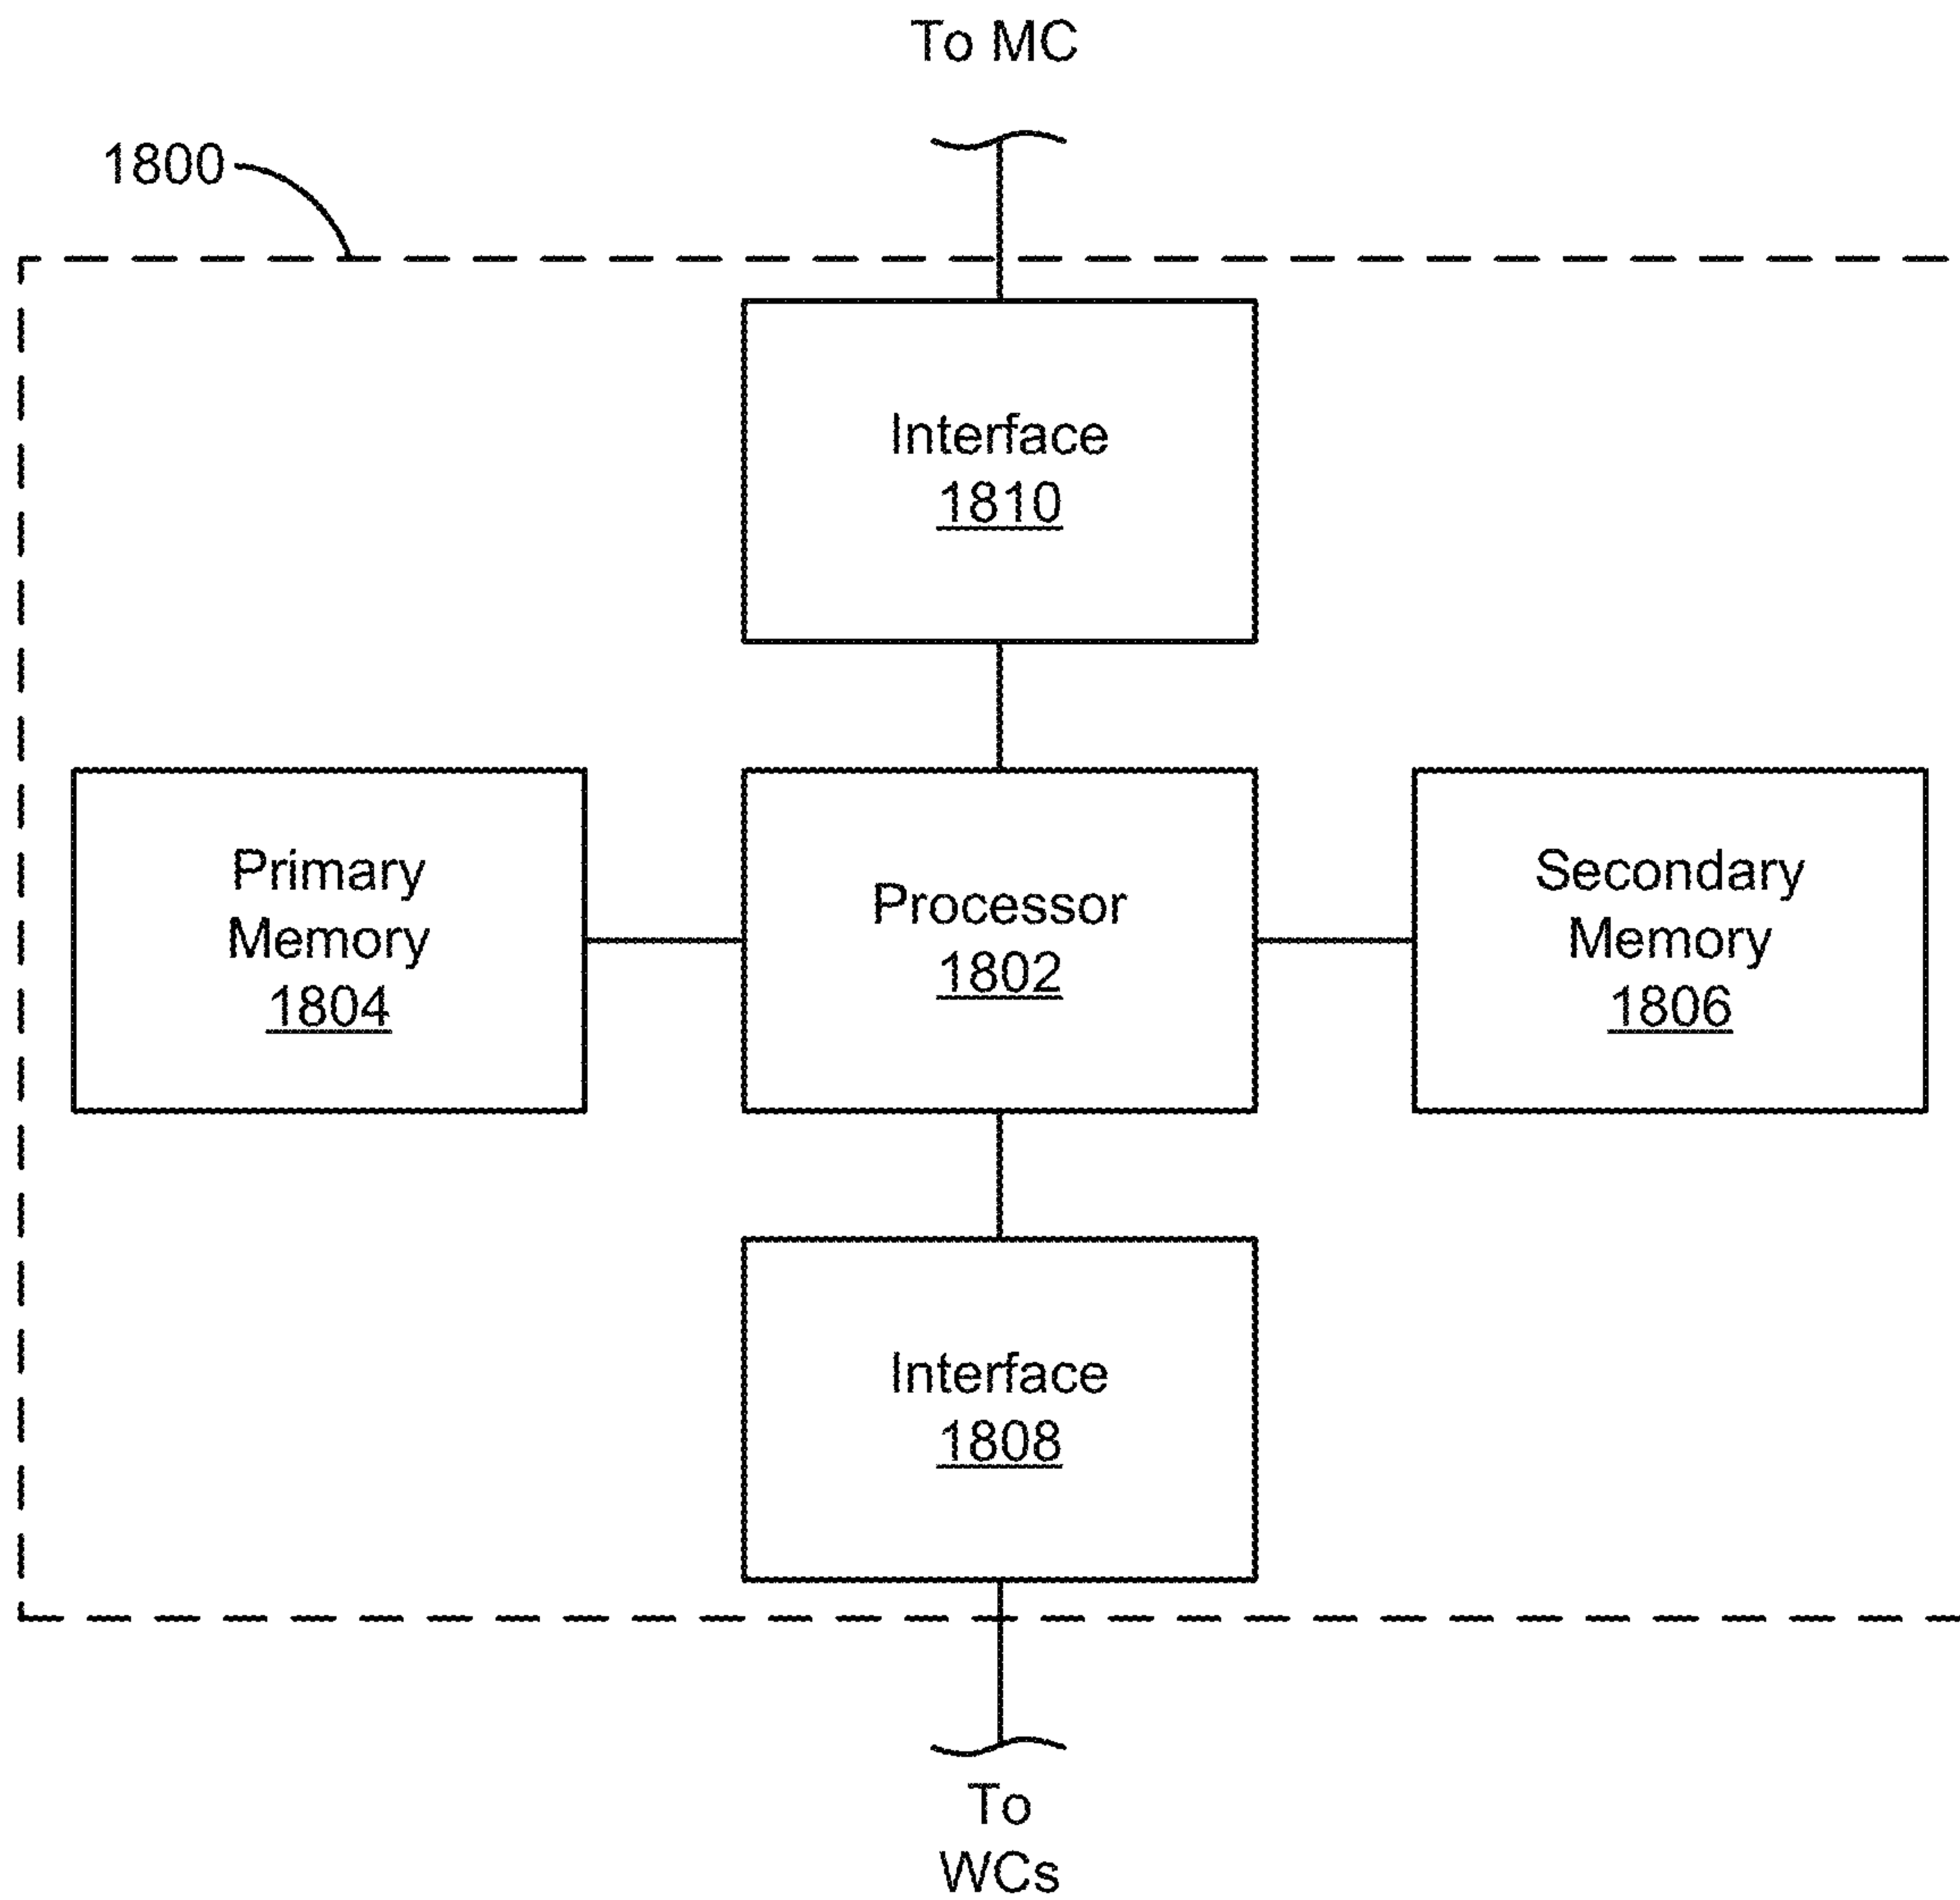 To MC
1800
Interface
1810
Primary
Memory
1804
Processor
1802
Secondary
Memory
1806
Interface
1808
To
WCs